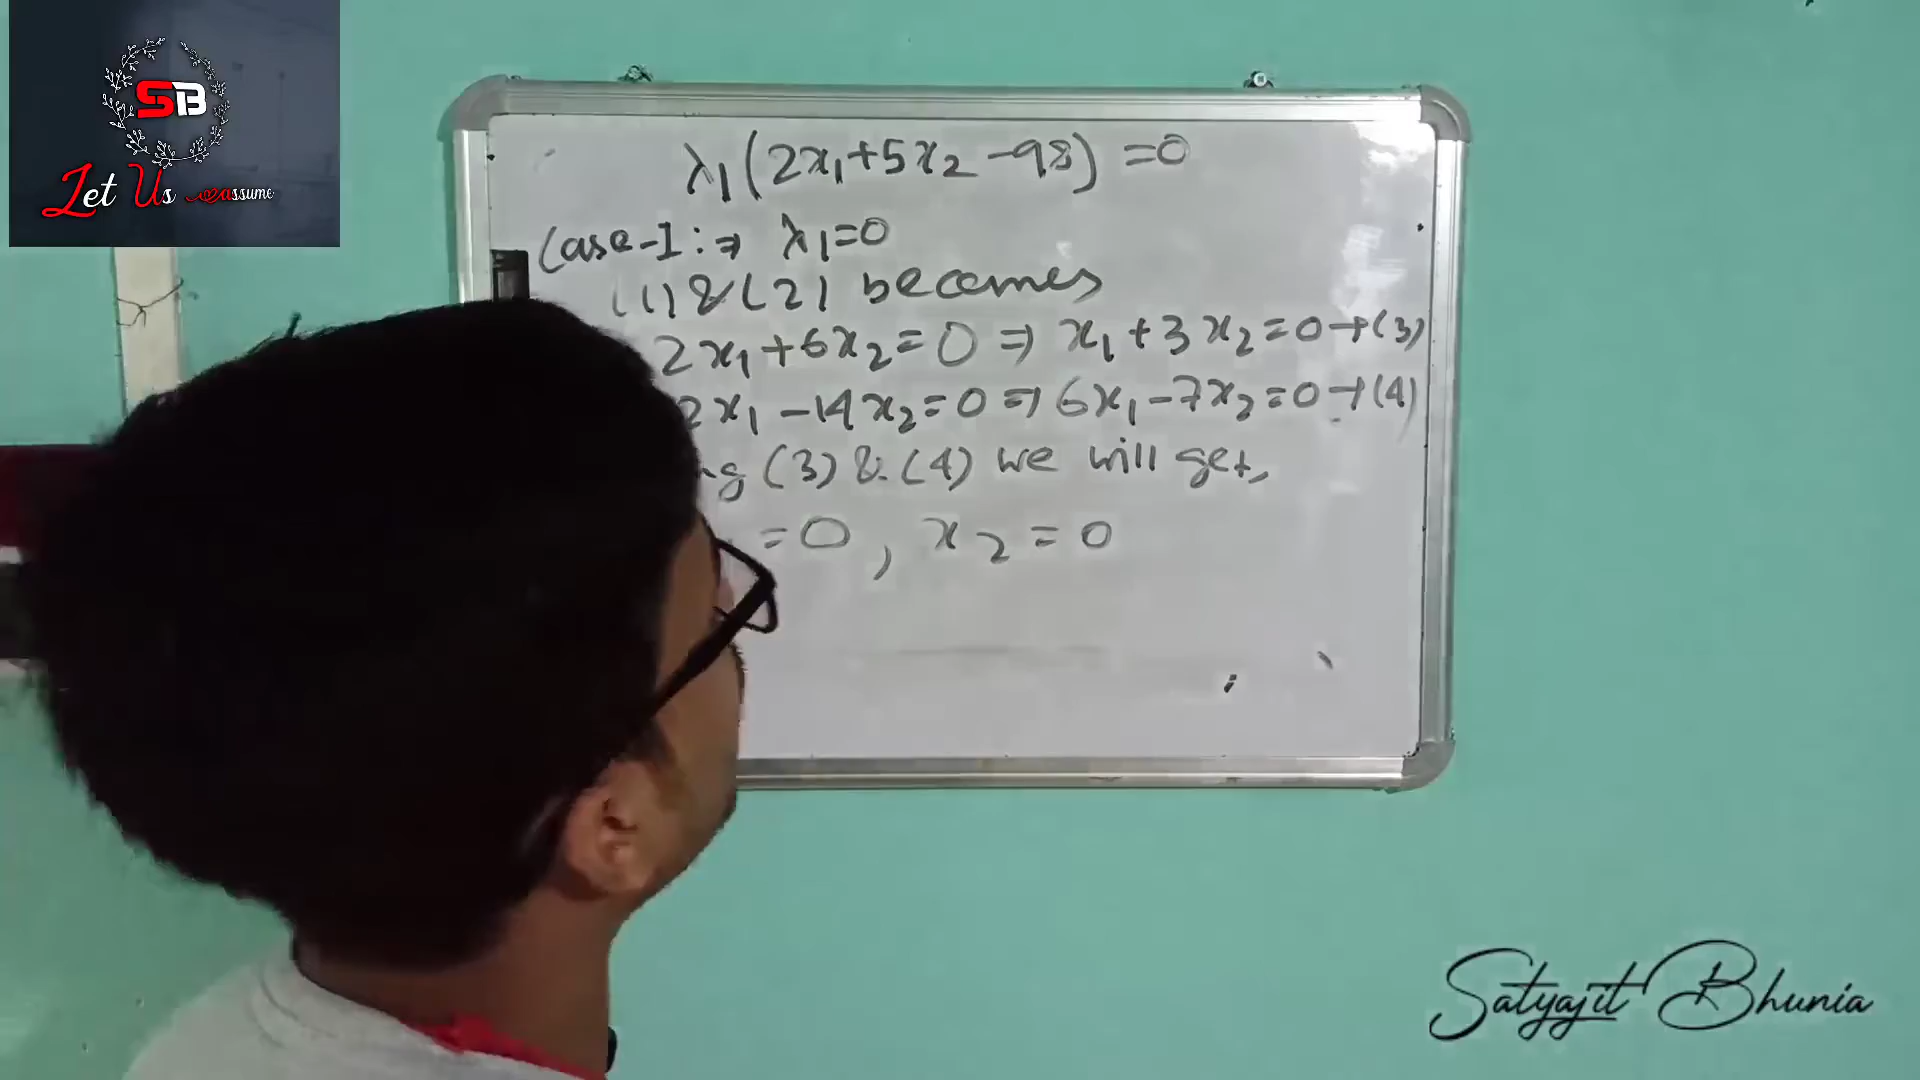 SB
Let Us assume
λ₁(2x₁+5x₂-98) =0
Case-I :⇒ λ₁=0
(1) & (2) becomes
2x₁+6x₂=0 ⇒ x₁+3x₂=0→(3)
2x₁-14x₂=0 ⇒ 6x₁-7x₂=0→(4)
(3) & (4) we will get,
=0, x₂=0
Satyajit Bhunia